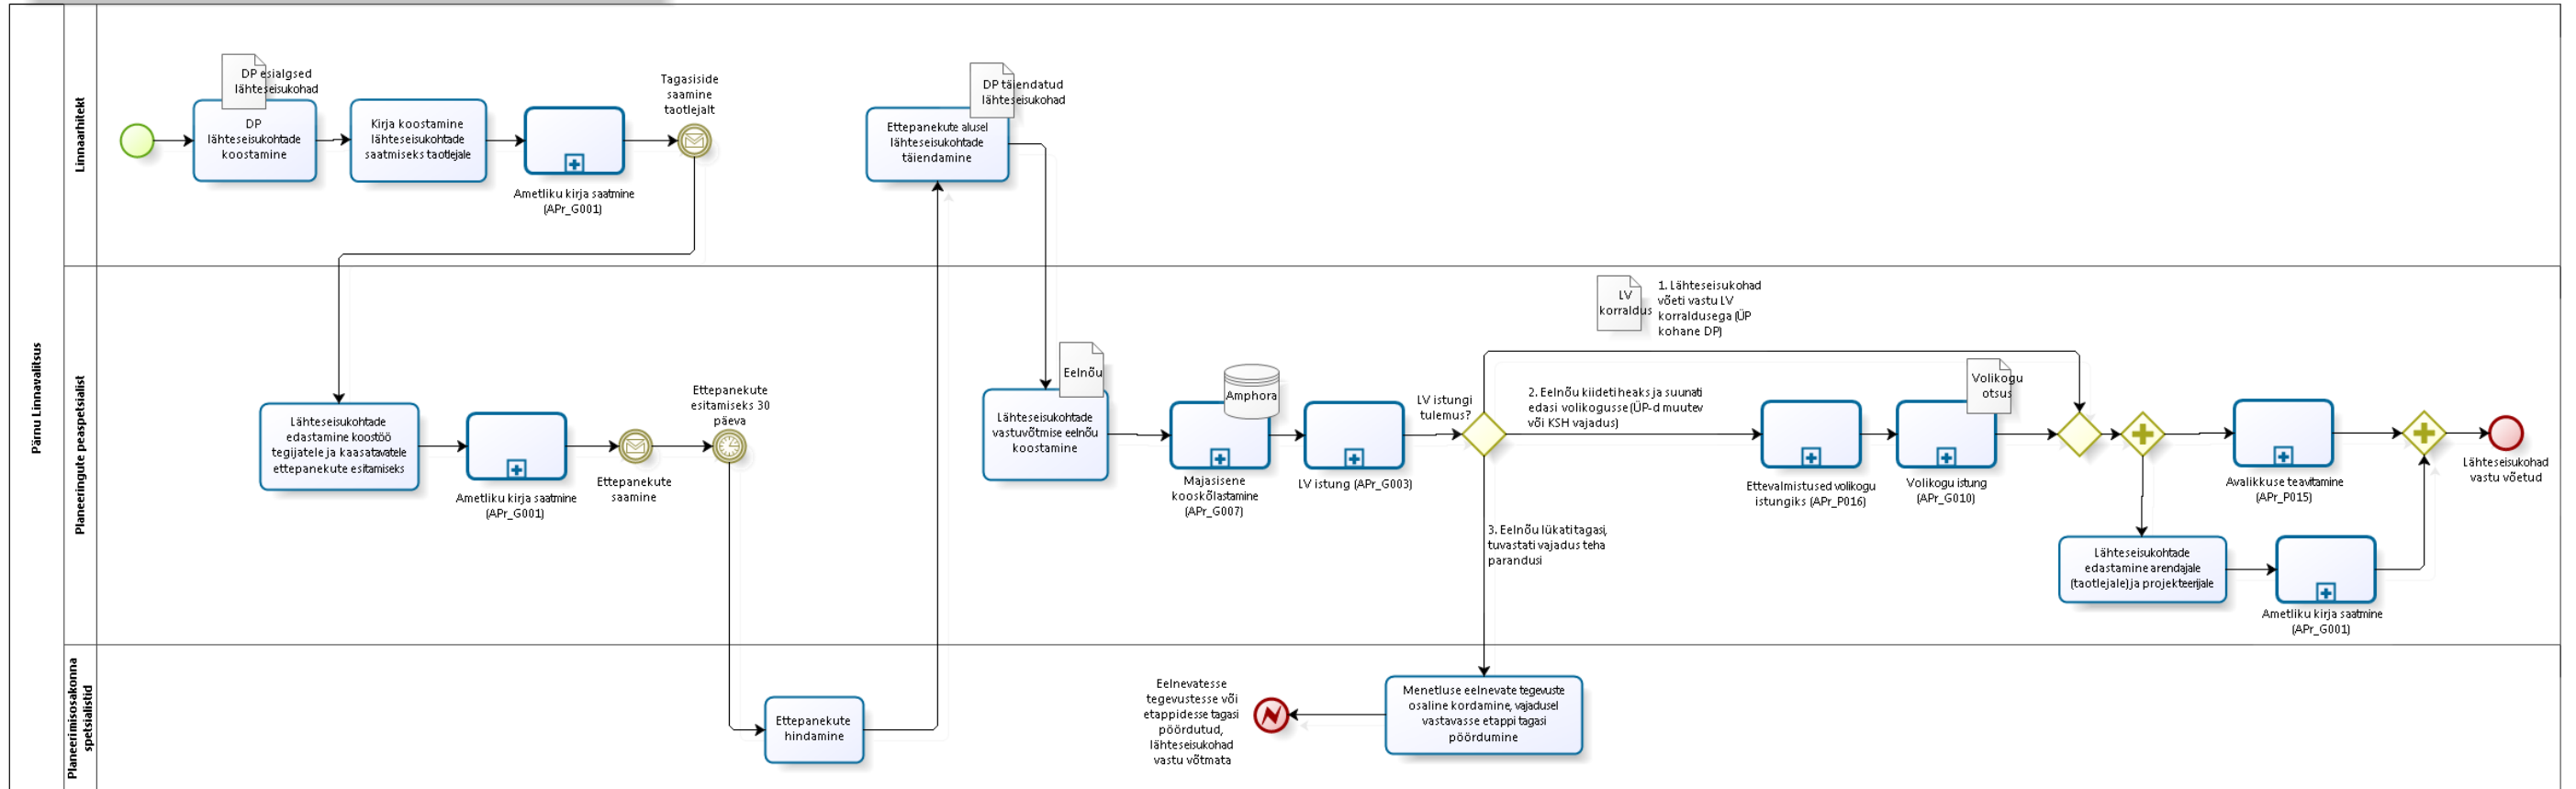 Pärnu Linnavalitsus
Linnaarhitekt
DP esialgsed
lähteseisukohad
DP
lähteseisukohtade
koostamine
Kirja koostamine
lähteseisukohtade
saatmiseks taotlejale
Ametliku kirja saatmine
(APr_G001)
Tagasiside
saamine
taotlejalt
DP täiendatud
lähteseisukohad
Ettepanekute alusel
lähteseisukohtade
täiendamine
Planeeringute peaspetsialist
Lähteseisukohtade
edastamine koostöö
tegijatele ja kaasatavatele
ettepanekute esitamiseks
Ametliku kirja saatmine
(APr_G001)
Ettepanekute
saamine
Ettepanekute
esitamiseks 30
päeva
Eelnõu
Lähteseisukohtade
vastuvõtmise eelnõu
koostamine
Amphora
Majasisene
kooskõlastamine
(APr_G007)
LV istung (APr_G003)
LV istungi
tulemus?
LV
korraldus
1. Lähteseisukohad
võeti vastu LV
korraldusega (ÜP
kohane DP)
2. Eelnõu kiideti heaks ja suunati
edasi volikogusse (ÜP-d muutev
või KSH vajadus)
3. Eelnõu lükati tagasi,
tuvastati vajadus teha
parandusi
Ettevalmistused volikogu
istungiks (APr_P016)
Volikogu
otsus
Volikogu istung
(APr_G010)
Avalikkuse teavitamine
(APr_P015)
Lähteseisukohad
vastu võetud
Lähteseisukohtade
edastamine arendajale
(taotlejale) ja projekteerijale
Ametliku kirja saatmine
(APr_G001)
Planeerimisosakonna
spetsialistid
Ettepanekute
hindamine
Eelnevatesse
tegevustesse või
etappidesse tagasi
pöördutud,
lähteseisukohad
vastu võtmata
Menetluse eelnevate tegevuste
osaline kordamine, vajadusel
vastavasse etappi tagasi
pöördumine